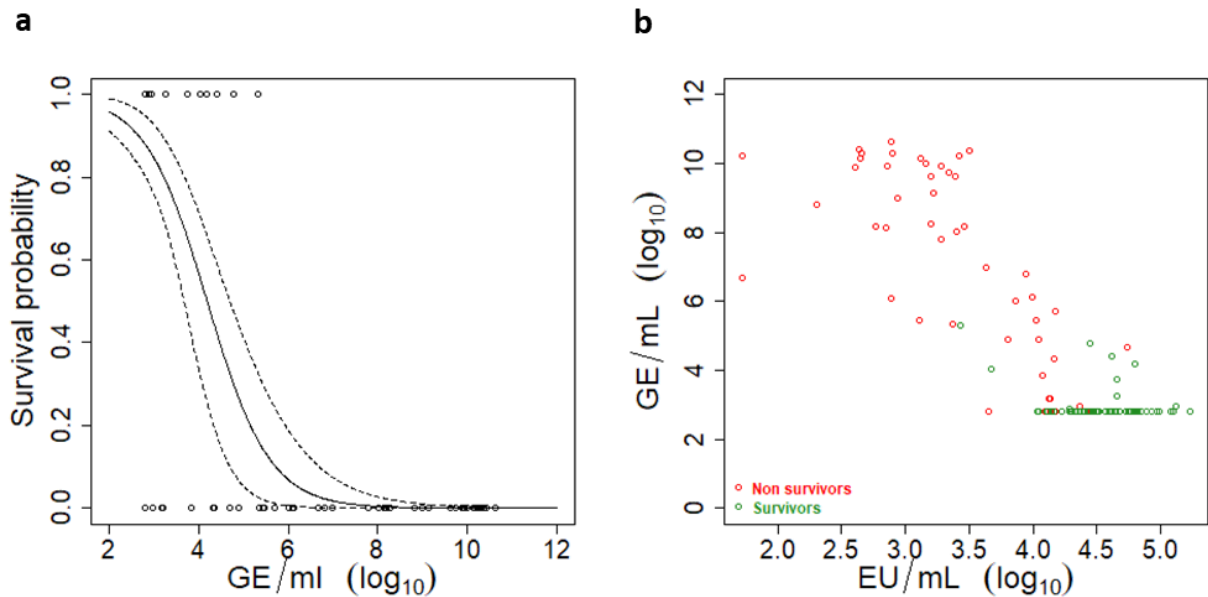 a
Survival probability
1.0
0.8
0.6
0.4
0.2
0.0
2 4 6 8 10 12
GE/ml (log10)
b
GE/mL (log10)
12
10
8
6
4
2
0
Non survivors
Survivors
2.0 2.5 3.0 3.5 4.0 4.5 5.0
EU/mL (log10)